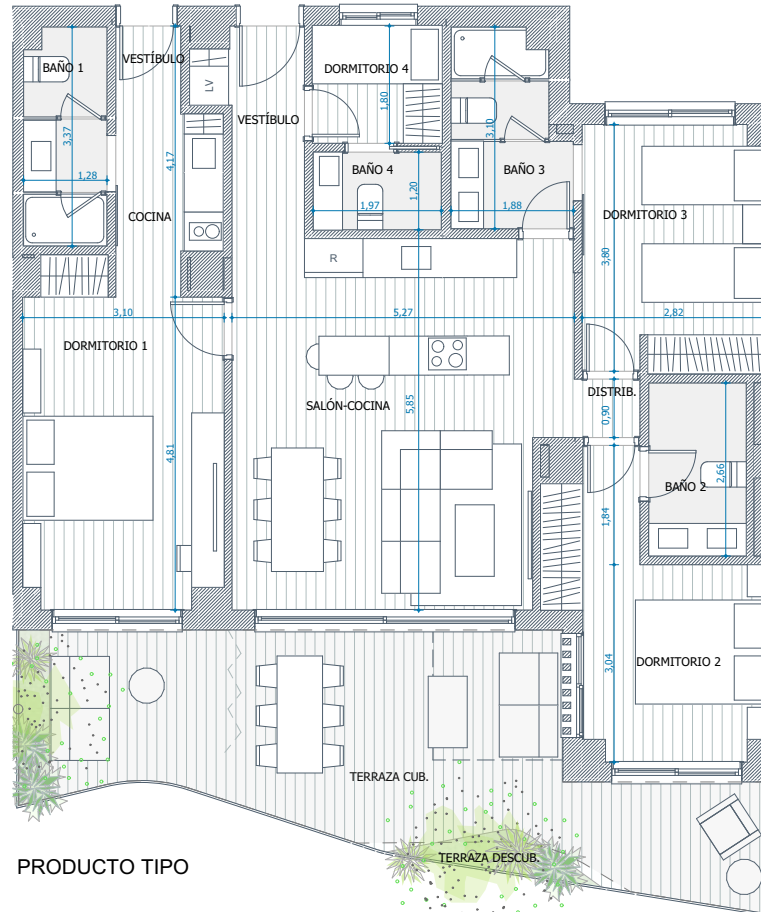 BAÑO 1
VESTÍBULO
LV
VESTÍBULO
DORMITORIO 4
1,80
3,10
3,37
4,17
1,28
BAÑO 4
1,20
1,97
BAÑO 3
1,88
COCINA
DORMITORIO 3
3,80
R
3,10
5,27
2,82
DORMITORIO 1
SALÓN-COCINA
5,85
DISTRIB.
0,90
4,81
BAÑO 2
2,66
1,84
DORMITORIO 2
3,04
TERRAZA CUB.
TERRAZA DESCUB.
PRODUCTO TIPO